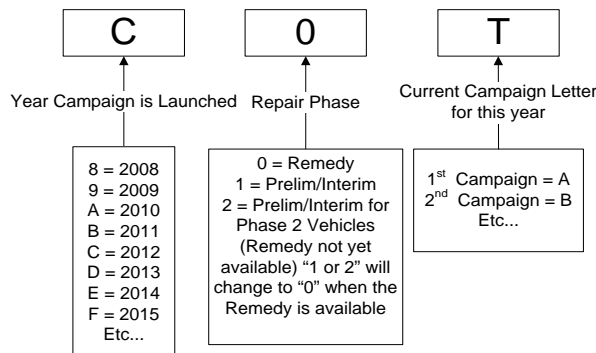 C 0 T
Year Campaign is Launched
Repair Phase
Current Campaign Letter
for this year
8 = 2008
9 = 2009
A = 2010
B = 2011
C = 2012
D = 2013
E = 2014
F = 2015
Etc...
0 = Remedy
1 = Prelim/Interim
2 = Prelim/Interim for
Phase 2 Vehicles
(Remedy not yet
available) “1 or 2” will
change to “0” when the
Remedy is available
1st Campaign = A
2nd Campaign = B
Etc...